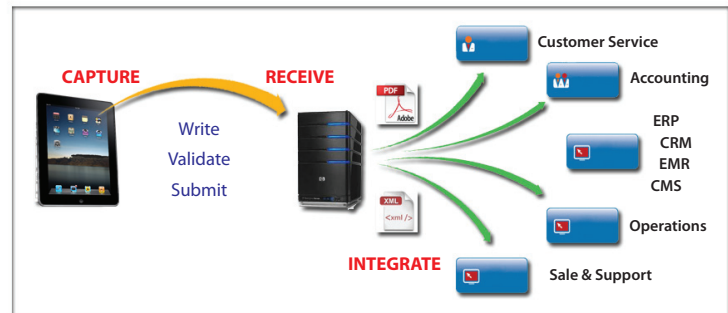 CAPTURE
RECEIVE
Write
Validate
Submit
PDF
Adobe
XML
<xml />
INTEGRATE
Customer Service
Accounting
ERP
CRM
EMR
CMS
Operations
Sale & Support